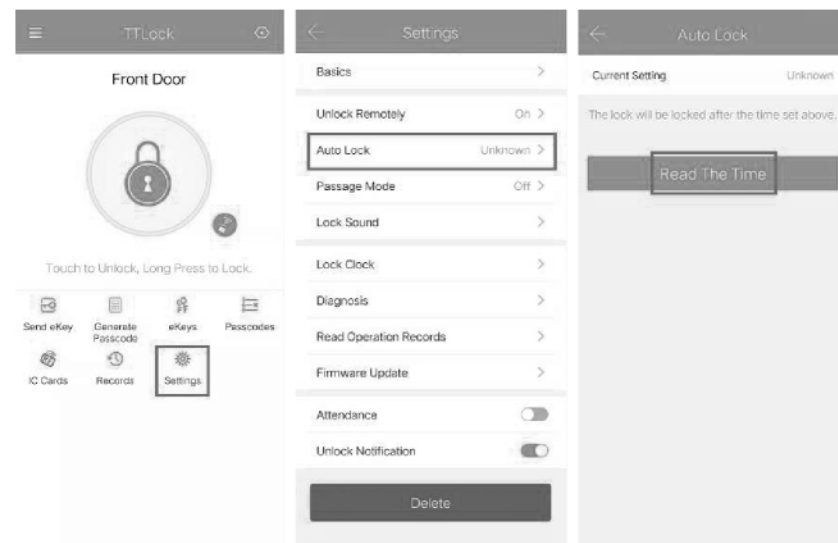 TTLock
Front Door
Touch to Unlock, Long Press to Lock.
Send eKey
Generate
Passcode
eKeys
Passcodes
IC Cards
Records
Settings
Settings
Basics
Unlock Remotely On
Auto Lock Unknown
Passage Mode Off
Lock Sound
Lock Clock
Diagnosis
Read Operation Records
Firmware Update
Attendance
Unlock Notification
Delete
Auto Lock
Current Setting Unknown
The lock will be locked after the time set above.
Read The Time